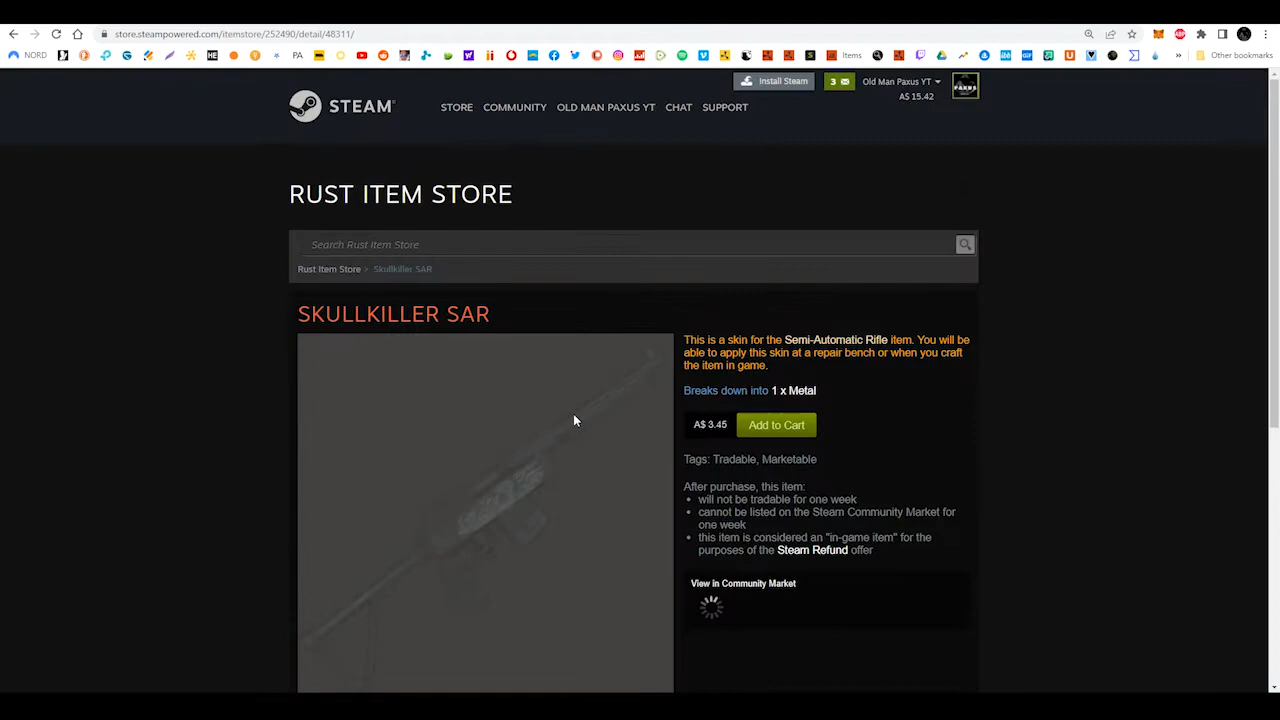 store.steampowered.com/itemstore/252490/detail/48311/
NORD
PA
Items
Other bookmarks
Install Steam
3
Old Man Paxus YT
A$ 15.42
STEAM
STORE COMMUNITY OLD MAN PAXUS YT CHAT SUPPORT
RUST ITEM STORE
Search Rust Item Store
Rust Item Store > Skullkiller SAR
SKULLKILLER SAR
This is a skin for the Semi-Automatic Rifle item. You will be
able to apply this skin at a repair bench or when you craft
the item in game.
Breaks down into 1 x Metal
A$ 3.45 Add to Cart
Tags: Tradable, Marketable
After purchase, this item:
• will not be tradable for one week
• cannot be listed on the Steam Community Market for
one week
• this item is considered an "in-game item" for the
purposes of the Steam Refund offer
View in Community Market